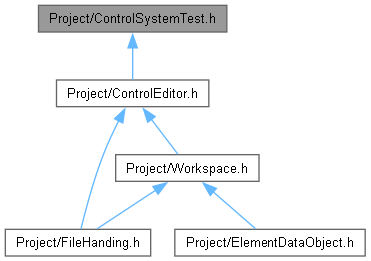 Project/ControlSystemTest.h
Project/ControlEditor.h
Project/Workspace.h
Project/FileHanding.h
Project/ElementDataObject.h